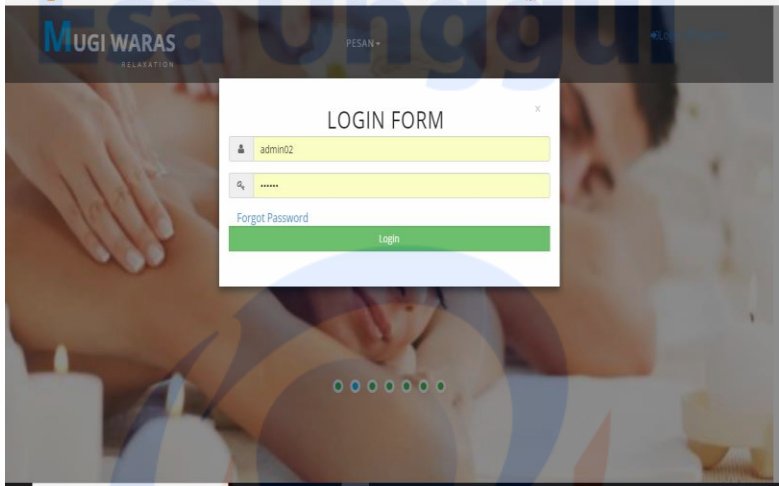 Esa Unggul
MUGI WARAS
RELAXATION
PESAN
LOGIN FORM
x
admin02
••••••
Forgot Password
Login